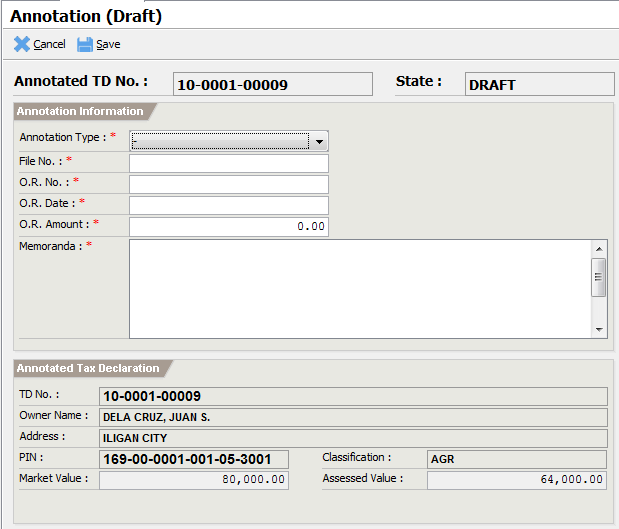 Annotation (Draft)
Cancel Save
Annotated TD No. : 10-0001-00009 State : DRAFT
Annotation Information
Annotation Type : * -
File No. : *
O.R. No. : *
O.R. Date : *
O.R. Amount : * 0.00
Memoranda : *
Annotated Tax Declaration
TD No. : 10-0001-00009
Owner Name : DELA CRUZ, JUAN S.
Address : ILIGAN CITY
PIN : 169-00-0001-001-05-3001 Classification : AGR
Market Value : 80,000.00 Assessed Value : 64,000.00